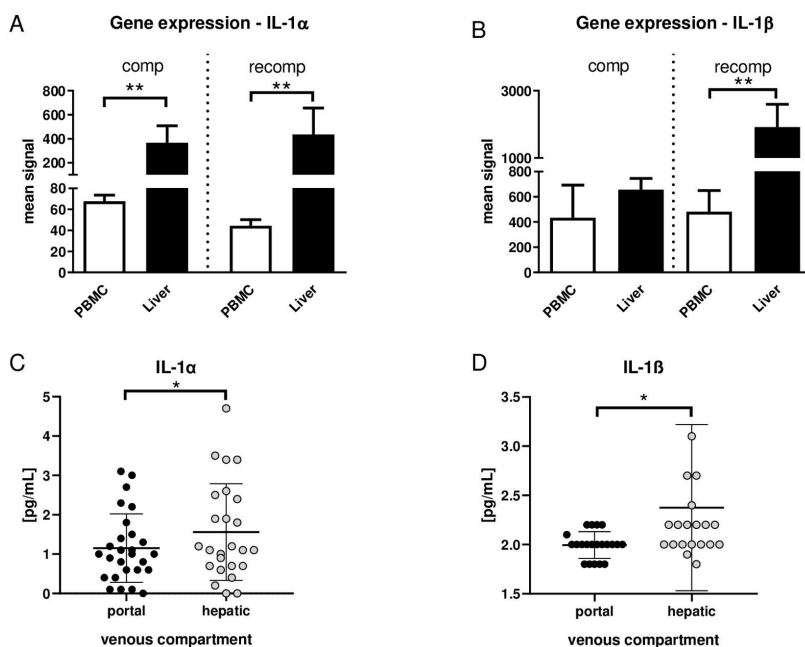 A
Gene expression - IL-1α
comp
recomp
**
**
mean signal
800
600
400
200
80
60
40
20
0
PBMC
Liver
PBMC
Liver
B
Gene expression - IL-1β
comp
recomp
**
mean signal
3000
1000
800
600
400
200
0
PBMC
Liver
PBMC
Liver
C
IL-1α
*
[pg/mL]
5
4
3
2
1
0
portal
hepatic
venous compartment
D
IL-1ß
*
[pg/mL]
3.5
3.0
2.5
2.0
1.5
portal
hepatic
venous compartment